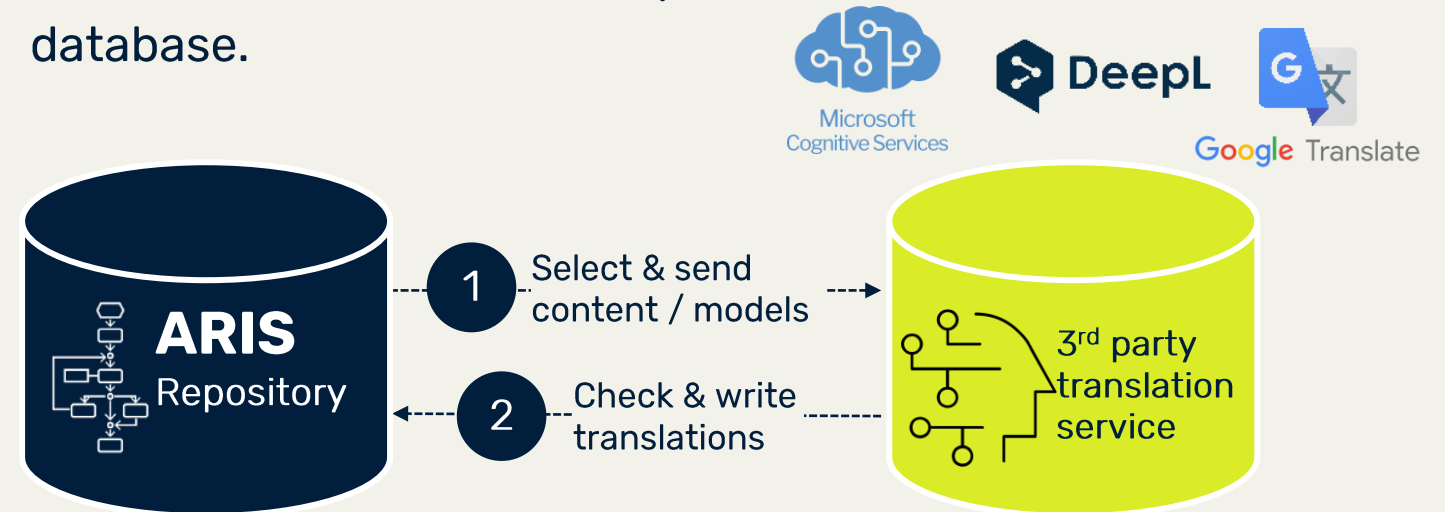 database.
Microsoft
Cognitive Services
DeepL
G 文
Google Translate
ARIS
Repository
1
Select & send
content / models
2
Check & write
translations
3rd party
translation
service